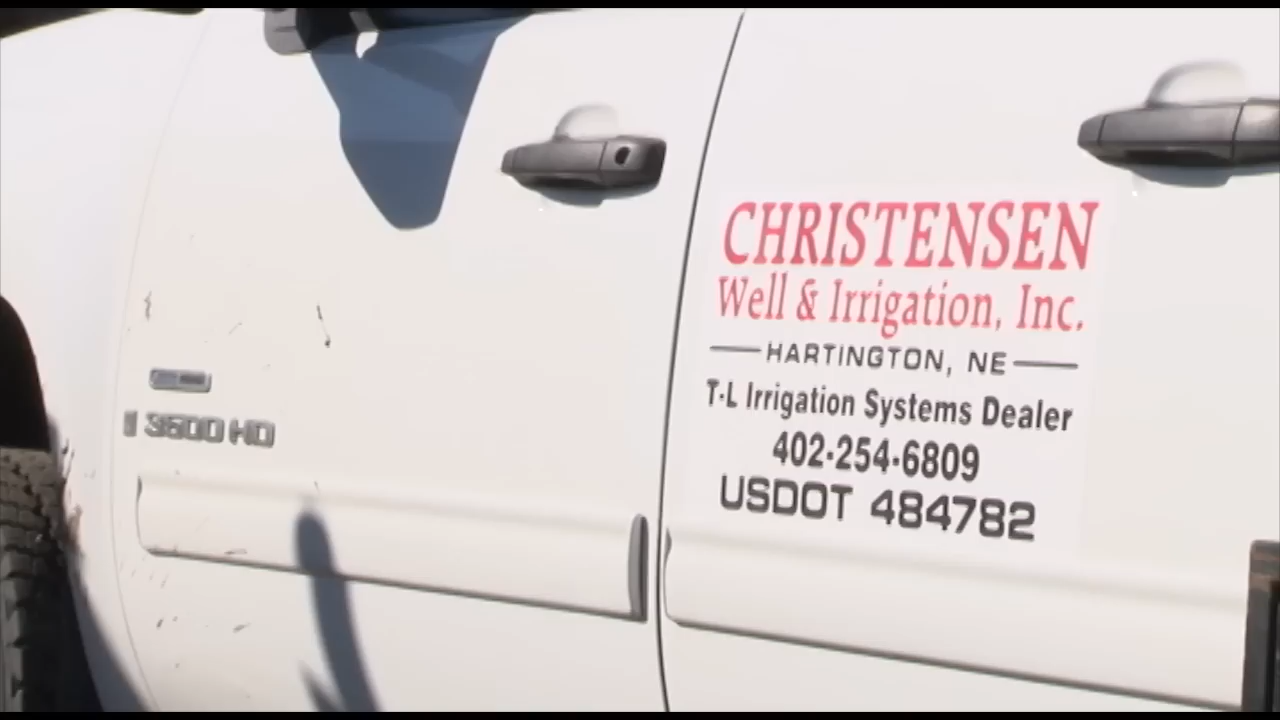 CHRISTENSEN
Well & Irrigation, Inc.
HARTINGTON, NE
T-L Irrigation Systems Dealer
402-254-6809
USDOT 484782
3500 HD